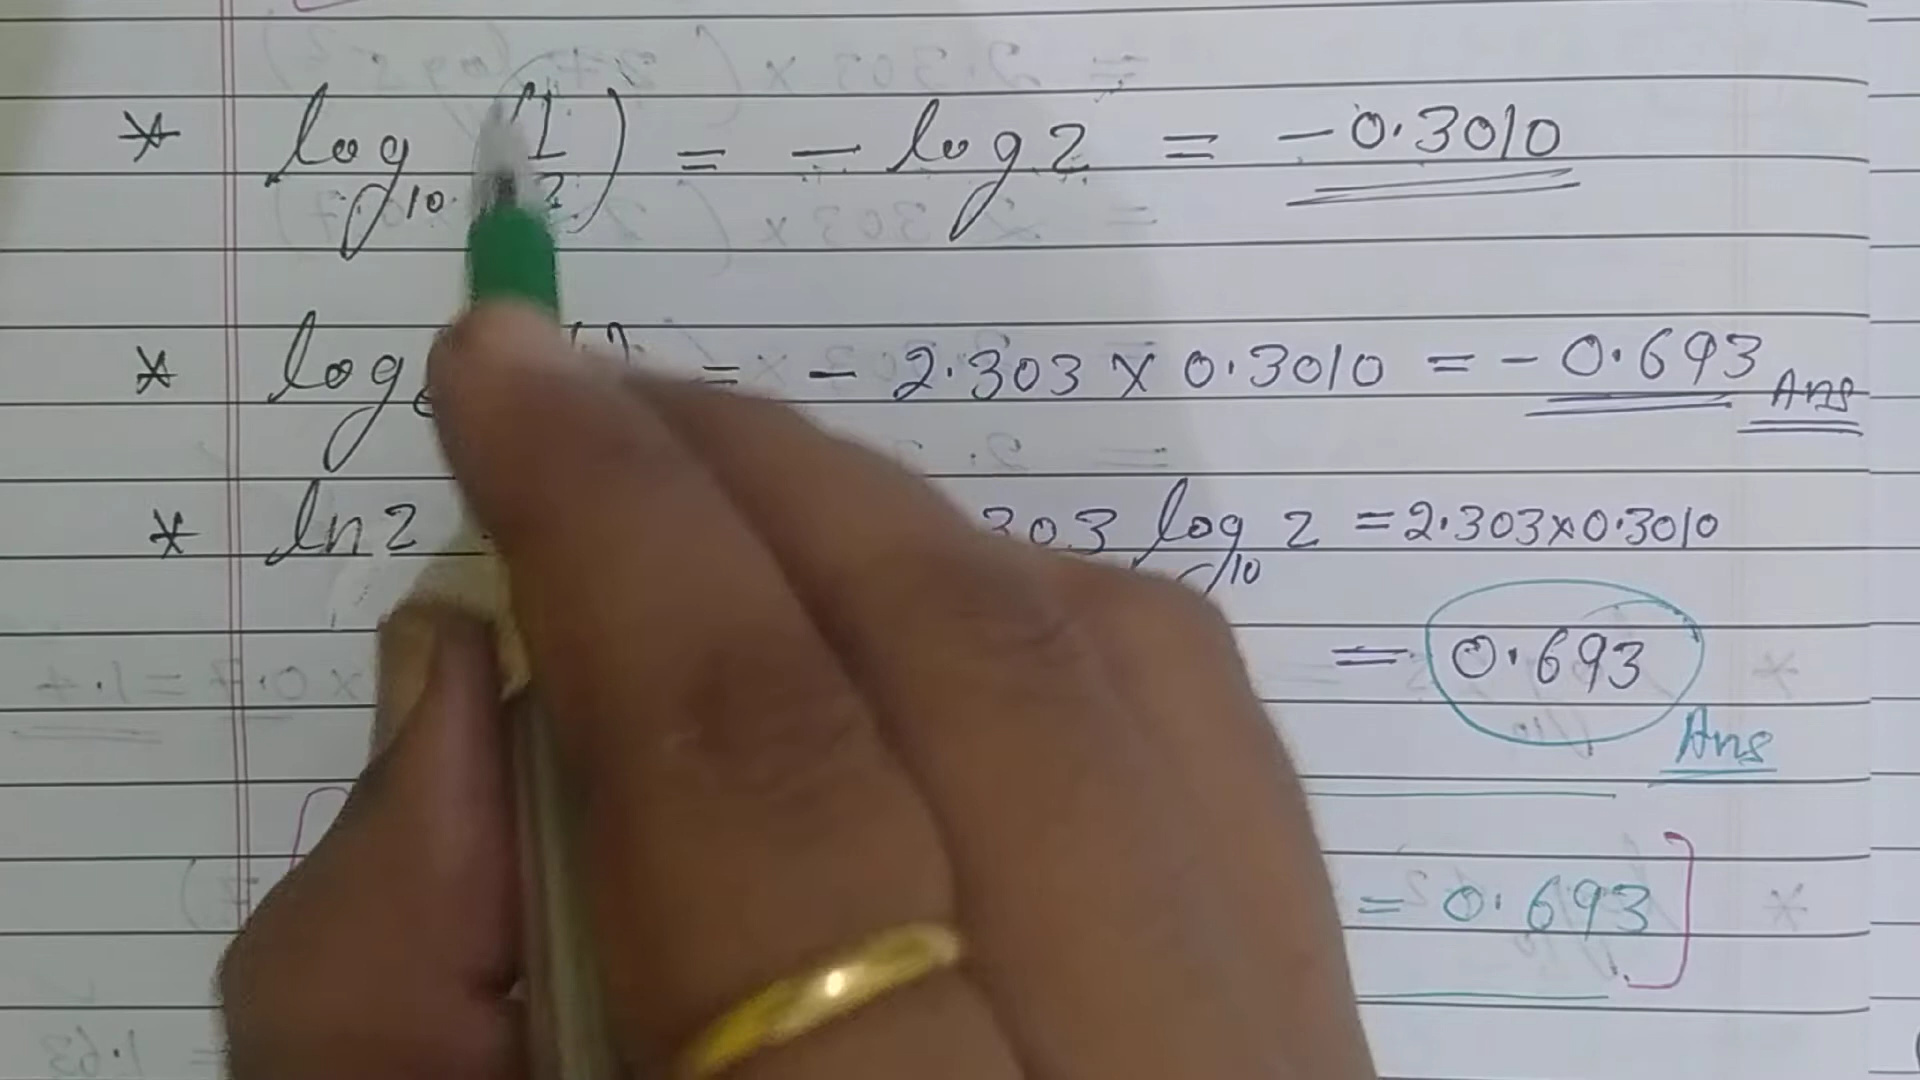 * log10 (1/2) = - log 2 = - 0.3010
* loge = - 2.303 × 0.3010 = - 0.693 Ans
* ln 2 303 log10 2 = 2.303×0.3010
= 0.693
Ans
= 0.693